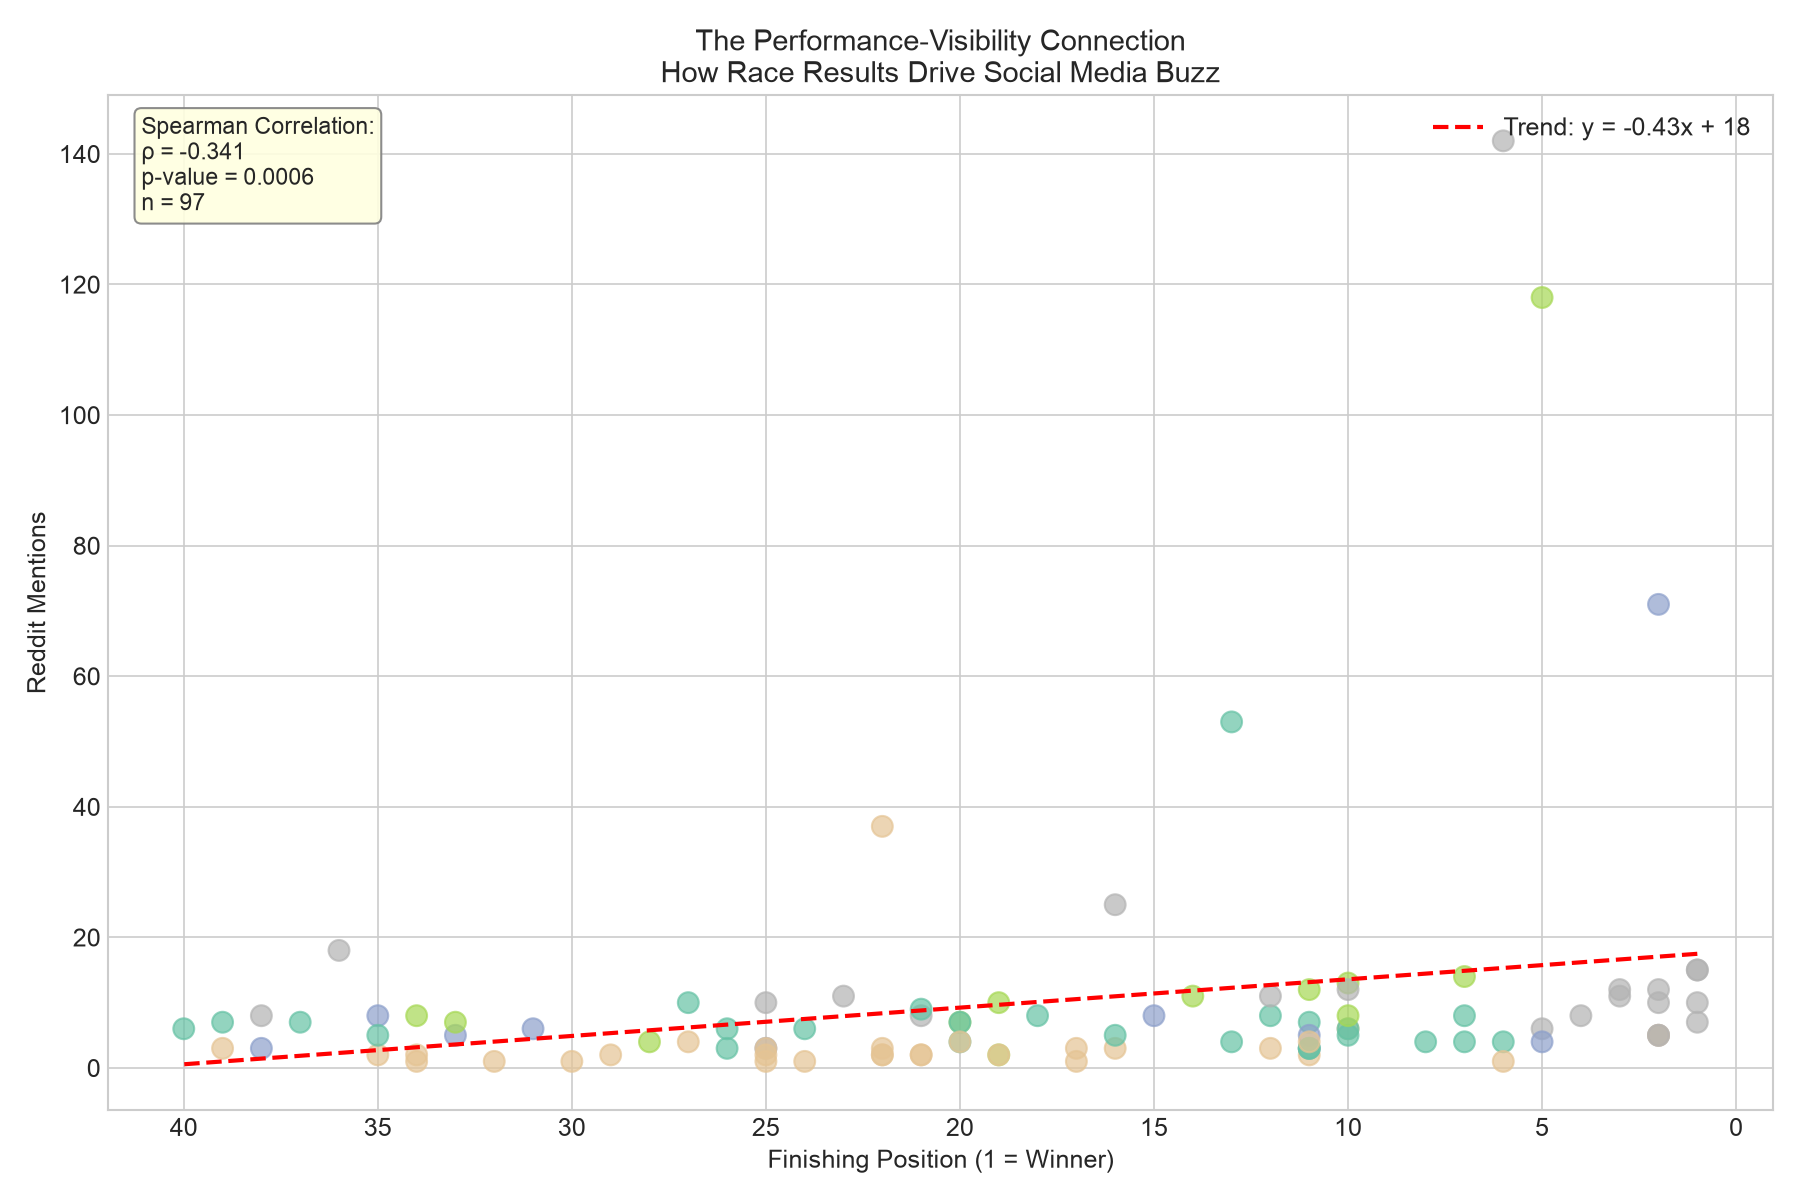 The Performance-Visibility Connection
How Race Results Drive Social Media Buzz
Spearman Correlation:
ρ = -0.341
p-value = 0.0006
n = 97
Trend: y = -0.43x + 18
Reddit Mentions
140
120
100
80
60
40
20
0
40 35 30 25 20 15 10 5 0
Finishing Position (1 = Winner)